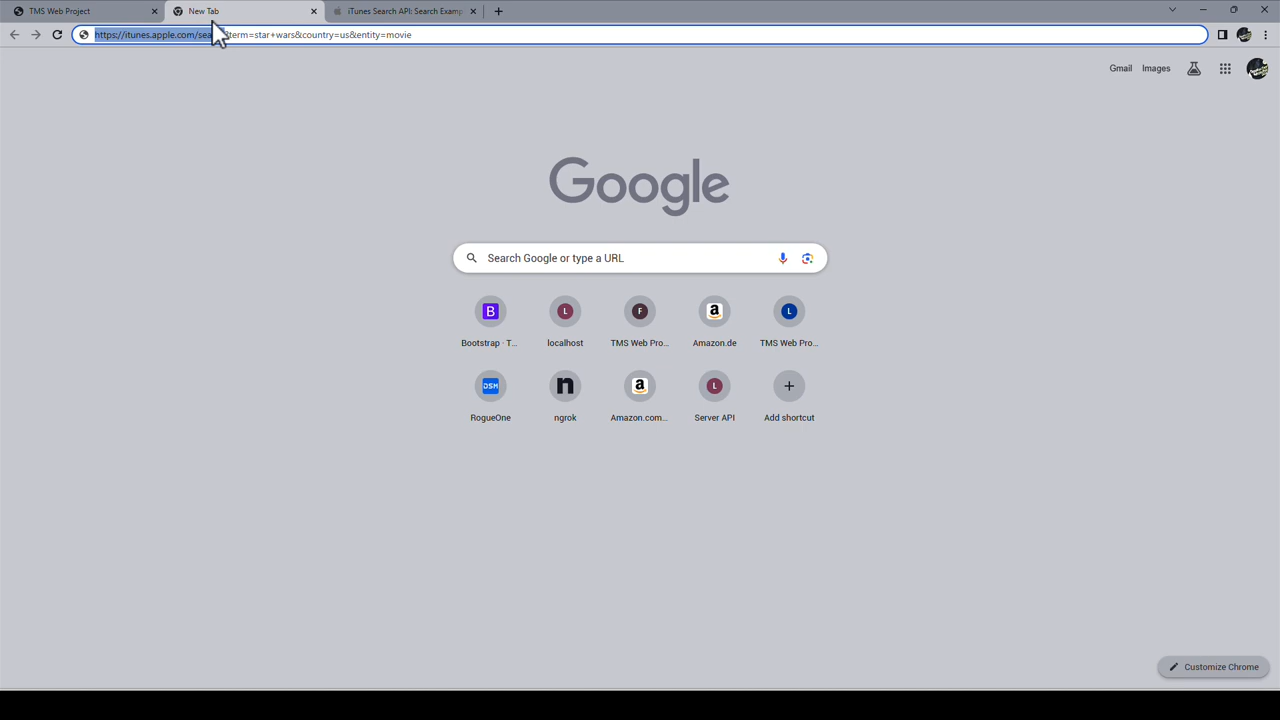 TMS Web Project
New Tab
iTunes Search API: Search Examp
https://itunes.apple.com/sea
?term=star+wars&country=us&entity=movie
Gmail
Images
Google
Search Google or type a URL
B
L
F
a
L
Bootstrap · T...
localhost
TMS Web Pro...
Amazon.de
TMS Web Pro...
DSM
n
a
L
RogueOne
ngrok
Amazon.com...
Server API
Add shortcut
Customize Chrome